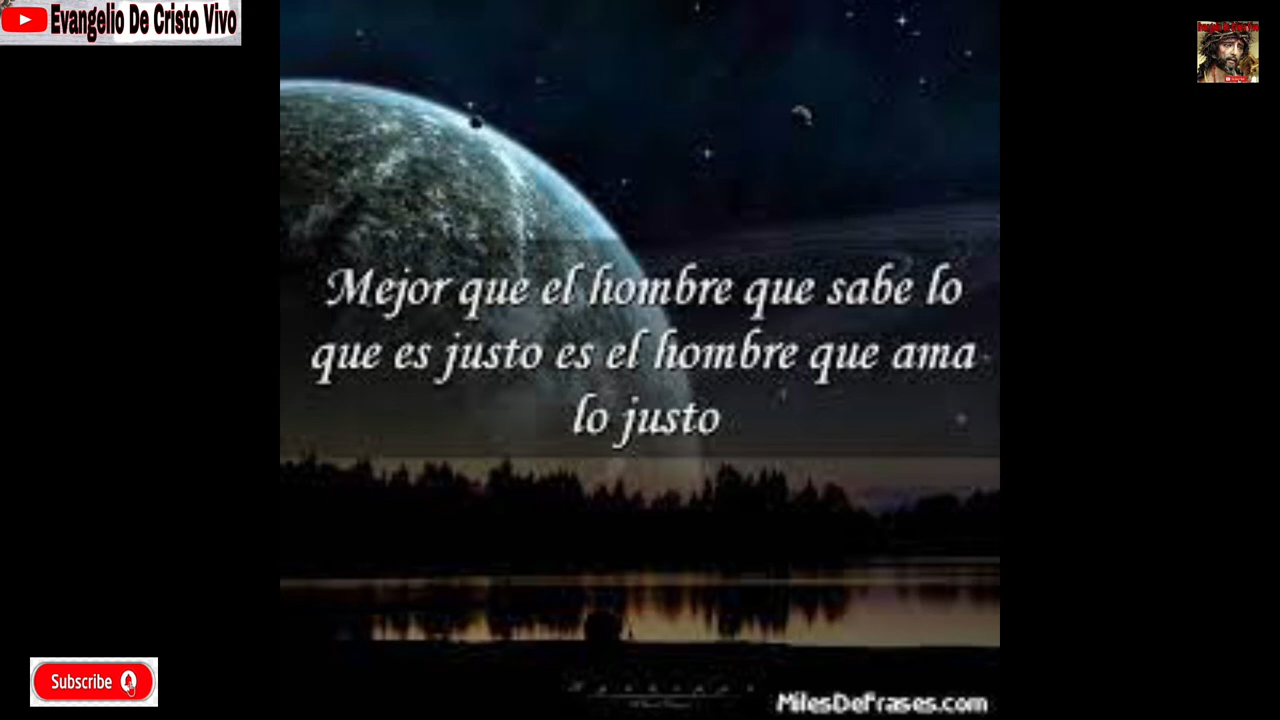 Evangelio De Cristo Vivo
Mejor que el hombre que sabe lo
que es justo es el hombre que ama
lo justo
Subscribe
MilesDeFrases.com